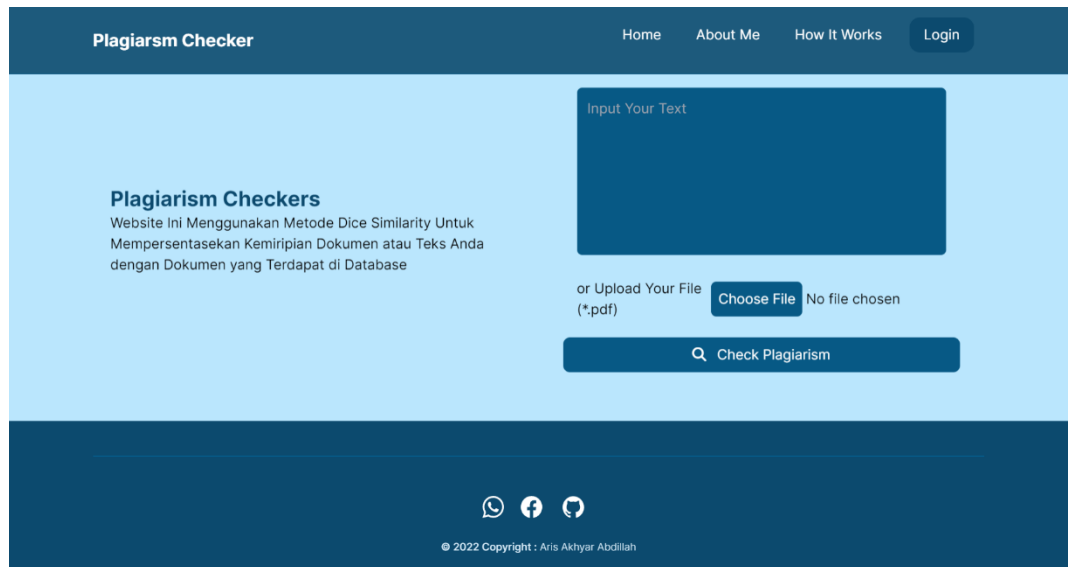 Plagiarsm Checker
Home About Me How It Works Login
Input Your Text
Plagiarism Checkers
Website Ini Menggunakan Metode Dice Similarity Untuk
Mempersentasekan Kemiripian Dokumen atau Teks Anda
dengan Dokumen yang Terdapat di Database
or Upload Your File
(*.pdf)
Choose File No file chosen
Check Plagiarism
© 2022 Copyright : Aris Akhyar Abdillah